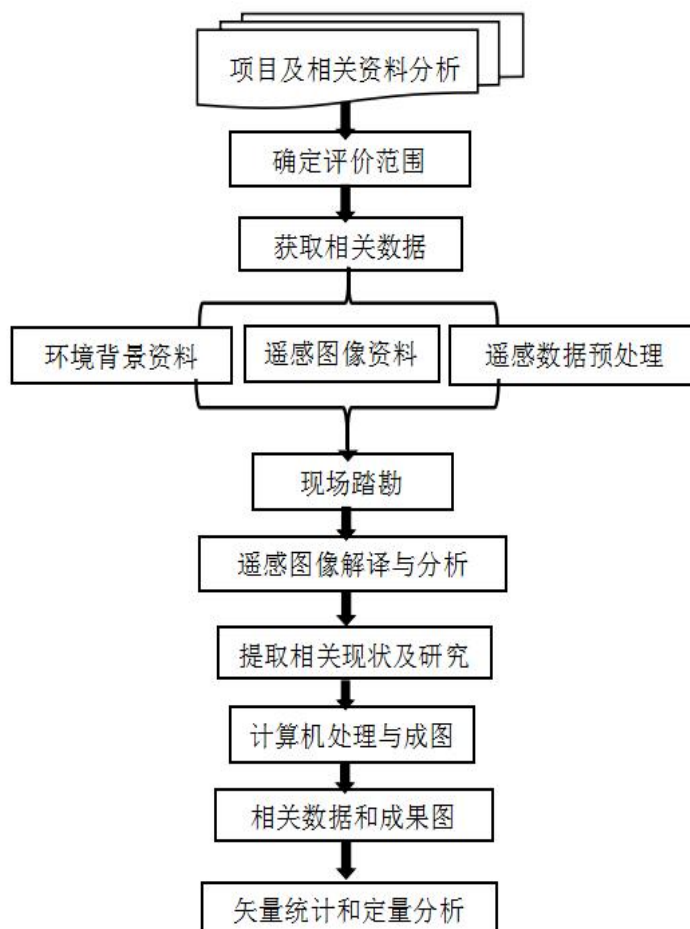 项目及相关资料分析
确定评价范围
获取相关数据
环境背景资料
遥感图像资料
遥感数据预处理
现场踏勘
遥感图像解译与分析
提取相关现状及研究
计算机处理与成图
相关数据和成果图
矢量统计和定量分析